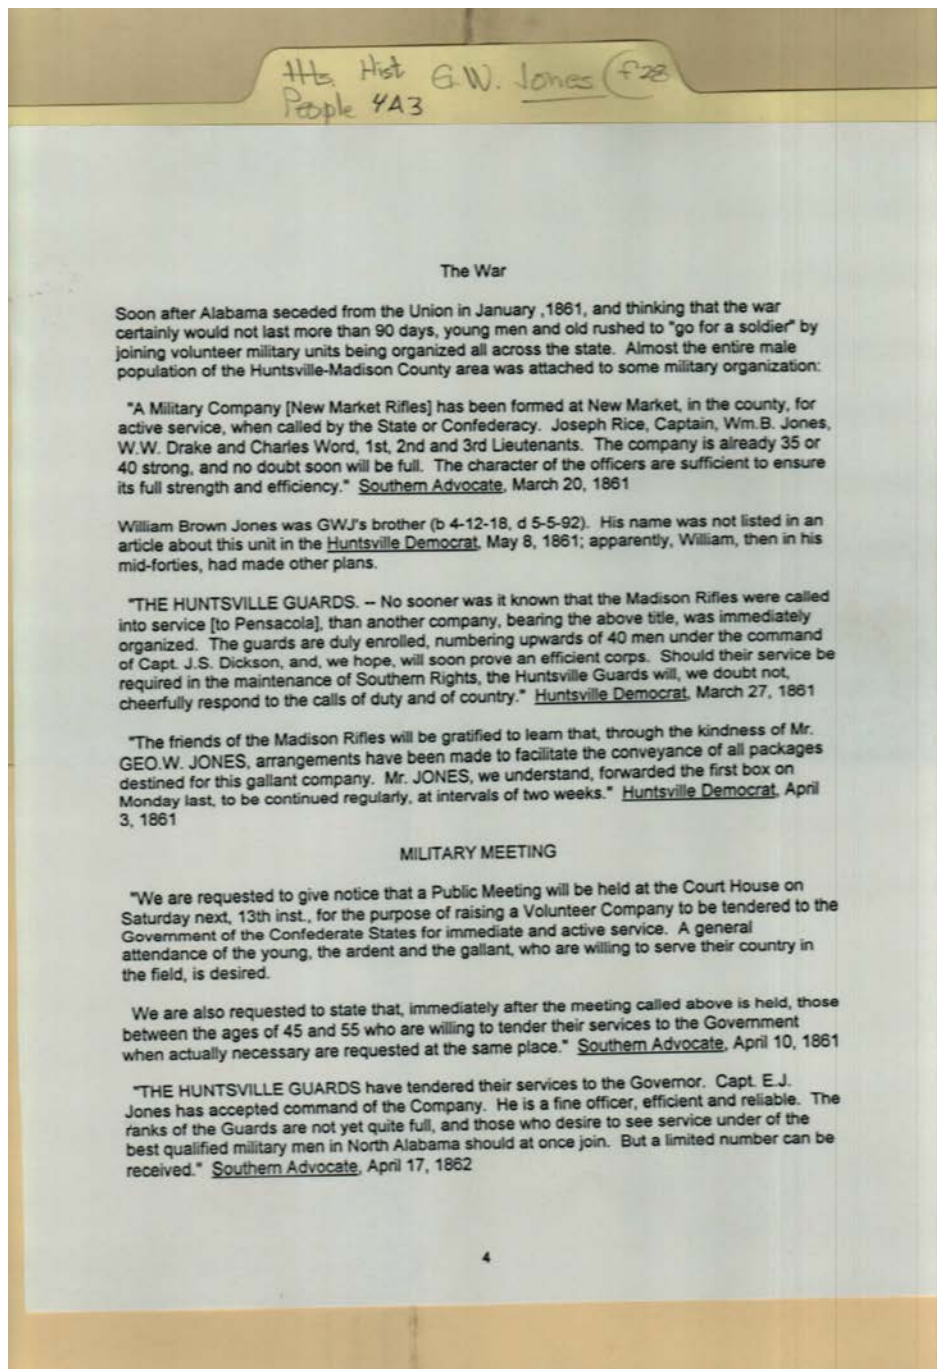 Hts. Hist G.W. Jones (f28
People 4A3
The War
Soon after Alabama seceded from the Union in January ,1861, and thinking that the war
certainly would not last more than 90 days, young men and old rushed to "go for a soldier" by
joining volunteer military units being organized all across the state. Almost the entire male
population of the Huntsville-Madison County area was attached to some military organization:
"A Military Company [New Market Rifles] has been formed at New Market, in the county, for
active service, when called by the State or Confederacy. Joseph Rice, Captain, Wm.B. Jones,
W.W. Drake and Charles Word, 1st, 2nd and 3rd Lieutenants. The company is already 35 or
40 strong, and no doubt soon will be full. The character of the officers are sufficient to ensure
its full strength and efficiency." Southern Advocate, March 20, 1861
William Brown Jones was GWJ's brother (b 4-12-18, d 5-5-92). His name was not listed in an
article about this unit in the Huntsville Democrat, May 8, 1861; apparently, William, then in his
mid-forties, had made other plans.
"THE HUNTSVILLE GUARDS. -- No sooner was it known that the Madison Rifles were called
into service [to Pensacola], than another company, bearing the above title, was immediately
organized. The guards are duly enrolled, numbering upwards of 40 men under the command
of Capt. J.S. Dickson, and, we hope, will soon prove an efficient corps. Should their service be
required in the maintenance of Southern Rights, the Huntsville Guards will, we doubt not,
cheerfully respond to the calls of duty and of country." Huntsville Democrat, March 27, 1861
"The friends of the Madison Rifles will be gratified to learn that, through the kindness of Mr.
GEO.W. JONES, arrangements have been made to facilitate the conveyance of all packages
destined for this gallant company. Mr. JONES, we understand, forwarded the first box on
Monday last, to be continued regularly, at intervals of two weeks." Huntsville Democrat, April
3, 1861
MILITARY MEETING
"We are requested to give notice that a Public Meeting will be held at the Court House on
Saturday next, 13th inst., for the purpose of raising a Volunteer Company to be tendered to the
Government of the Confederate States for immediate and active service. A general
attendance of the young, the ardent and the gallant, who are willing to serve their country in
the field, is desired.
We are also requested to state that, immediately after the meeting called above is held, those
between the ages of 45 and 55 who are willing to tender their services to the Government
when actually necessary are requested at the same place." Southern Advocate, April 10, 1861
"THE HUNTSVILLE GUARDS have tendered their services to the Governor. Capt. E.J.
Jones has accepted command of the Company. He is a fine officer, efficient and reliable. The
ranks of the Guards are not yet quite full, and those who desire to see service under of the
best qualified military men in North Alabama should at once join. But a limited number can be
received." Southern Advocate, April 17, 1862
4